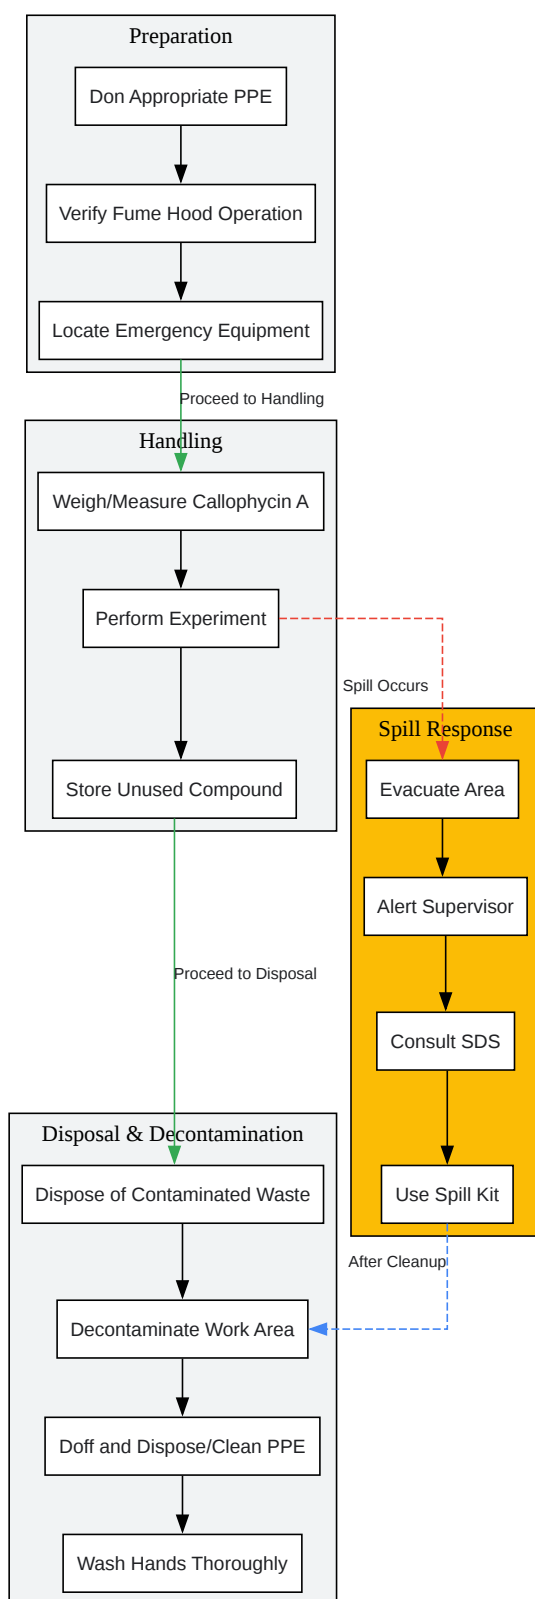 Preparation
Don Appropriate PPE
Verify Fume Hood Operation
Locate Emergency Equipment
Proceed to Handling
Handling
Weigh/Measure Callophycin A
Perform Experiment
Spill Occurs
Spill Response
Store Unused Compound
Evacuate Area
Alert Supervisor
Proceed to Disposal
Consult SDS
Disposal & Decontamination
Dispose of Contaminated Waste
Use Spill Kit
After Cleanup
Decontaminate Work Area
Doff and Dispose/Clean PPE
Wash Hands Thoroughly